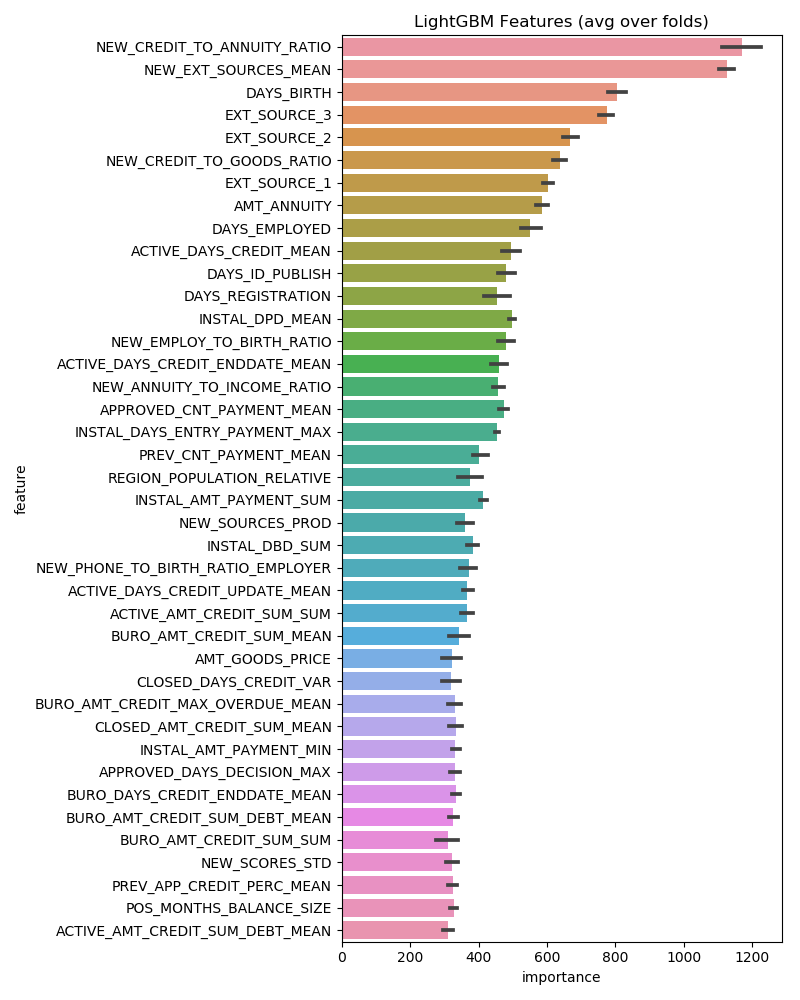 LightGBM Features (avg over folds)
NEW_CREDIT_TO_ANNUITY_RATIO
NEW_EXT_SOURCES_MEAN
DAYS_BIRTH
EXT_SOURCE_3
EXT_SOURCE_2
NEW_CREDIT_TO_GOODS_RATIO
EXT_SOURCE_1
AMT_ANNUITY
DAYS_EMPLOYED
ACTIVE_DAYS_CREDIT_MEAN
DAYS_ID_PUBLISH
DAYS_REGISTRATION
INSTAL_DPD_MEAN
NEW_EMPLOY_TO_BIRTH_RATIO
ACTIVE_DAYS_CREDIT_ENDDATE_MEAN
NEW_ANNUITY_TO_INCOME_RATIO
APPROVED_CNT_PAYMENT_MEAN
INSTAL_DAYS_ENTRY_PAYMENT_MAX
PREV_CNT_PAYMENT_MEAN
REGION_POPULATION_RELATIVE
INSTAL_AMT_PAYMENT_SUM
NEW_SOURCES_PROD
INSTAL_DBD_SUM
NEW_PHONE_TO_BIRTH_RATIO_EMPLOYER
ACTIVE_DAYS_CREDIT_UPDATE_MEAN
ACTIVE_AMT_CREDIT_SUM_SUM
BURO_AMT_CREDIT_SUM_MEAN
AMT_GOODS_PRICE
CLOSED_DAYS_CREDIT_VAR
BURO_AMT_CREDIT_MAX_OVERDUE_MEAN
CLOSED_AMT_CREDIT_SUM_MEAN
INSTAL_AMT_PAYMENT_MIN
APPROVED_DAYS_DECISION_MAX
BURO_DAYS_CREDIT_ENDDATE_MEAN
BURO_AMT_CREDIT_SUM_DEBT_MEAN
BURO_AMT_CREDIT_SUM_SUM
NEW_SCORES_STD
PREV_APP_CREDIT_PERC_MEAN
POS_MONTHS_BALANCE_SIZE
ACTIVE_AMT_CREDIT_SUM_DEBT_MEAN
feature
0 200 400 600 800 1000 1200
importance